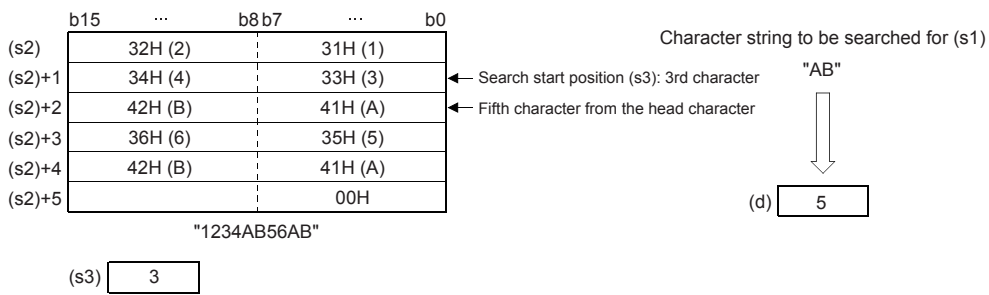 b15 ... b8 b7 ... b0
(s2) 32H (2) 31H (1)
Character string to be searched for (s1)
(s2)+1 34H (4) 33H (3) Search start position (s3): 3rd character
"AB"
(s2)+2 42H (B) 41H (A) Fifth character from the head character
(s2)+3 36H (6) 35H (5)
(s2)+4 42H (B) 41H (A)
(s2)+5 00H
(d) 5
"1234AB56AB"
(s3) 3